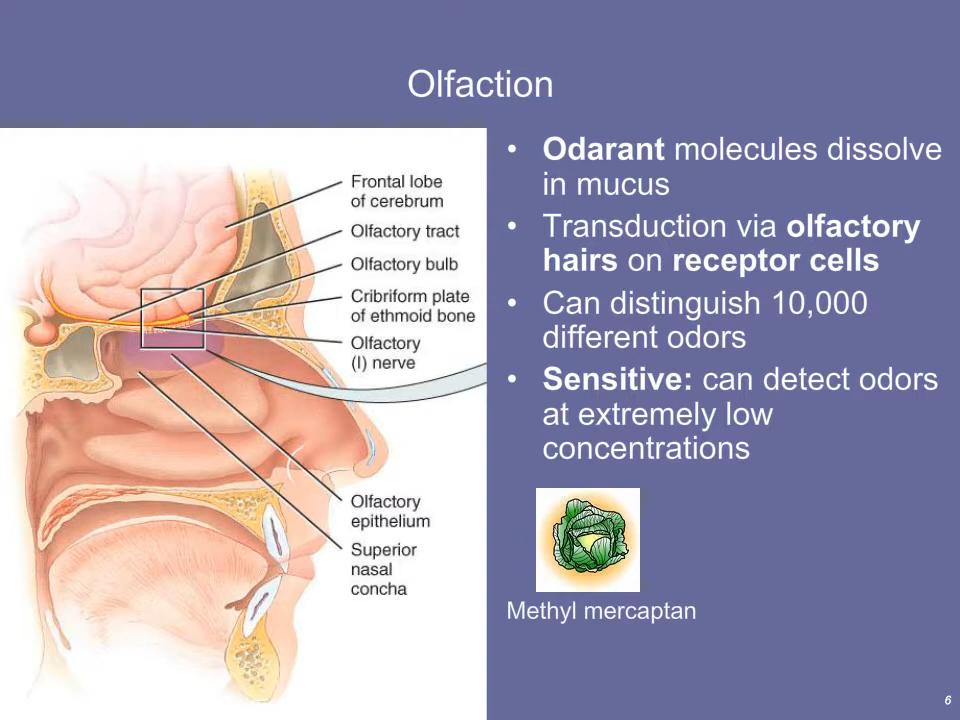 Olfaction
Frontal lobe
of cerebrum
Olfactory tract
Olfactory bulb
Cribriform plate
of ethmoid bone
Olfactory
(I) nerve
Olfactory
epithelium
Superior
nasal
concha
• Odarant molecules dissolve
in mucus
• Transduction via olfactory
hairs on receptor cells
• Can distinguish 10,000
different odors
• Sensitive: can detect odors
at extremely low
concentrations
Methyl mercaptan
6